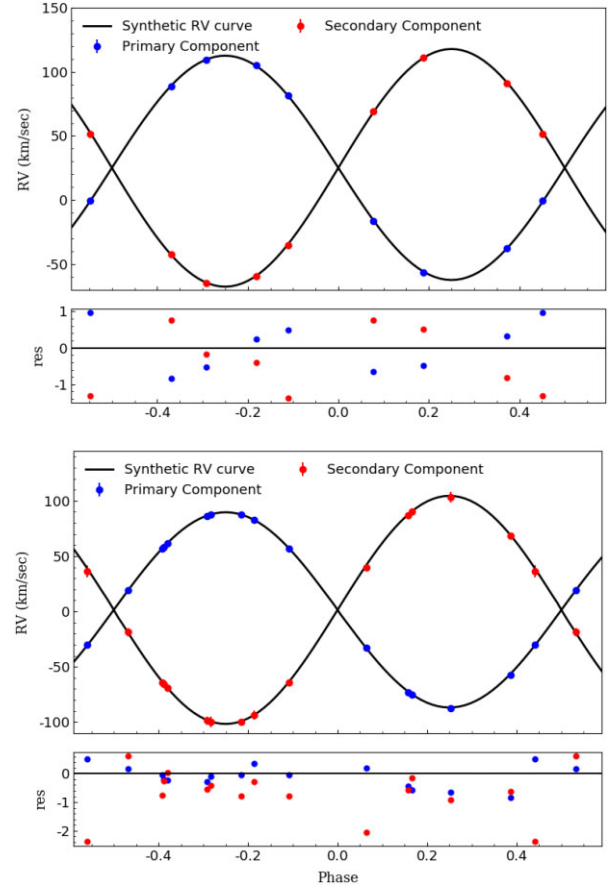 Synthetic RV curve
Primary Component
Secondary Component
RV (km/sec)
150
100
50
0
-50
res
1
0
-1
-0.4
-0.2
0.0
0.2
0.4
Synthetic RV curve
Primary Component
Secondary Component
RV (km/sec)
100
50
0
-50
-100
res
0
-1
-2
-0.4
-0.2
0.0
0.2
0.4
Phase